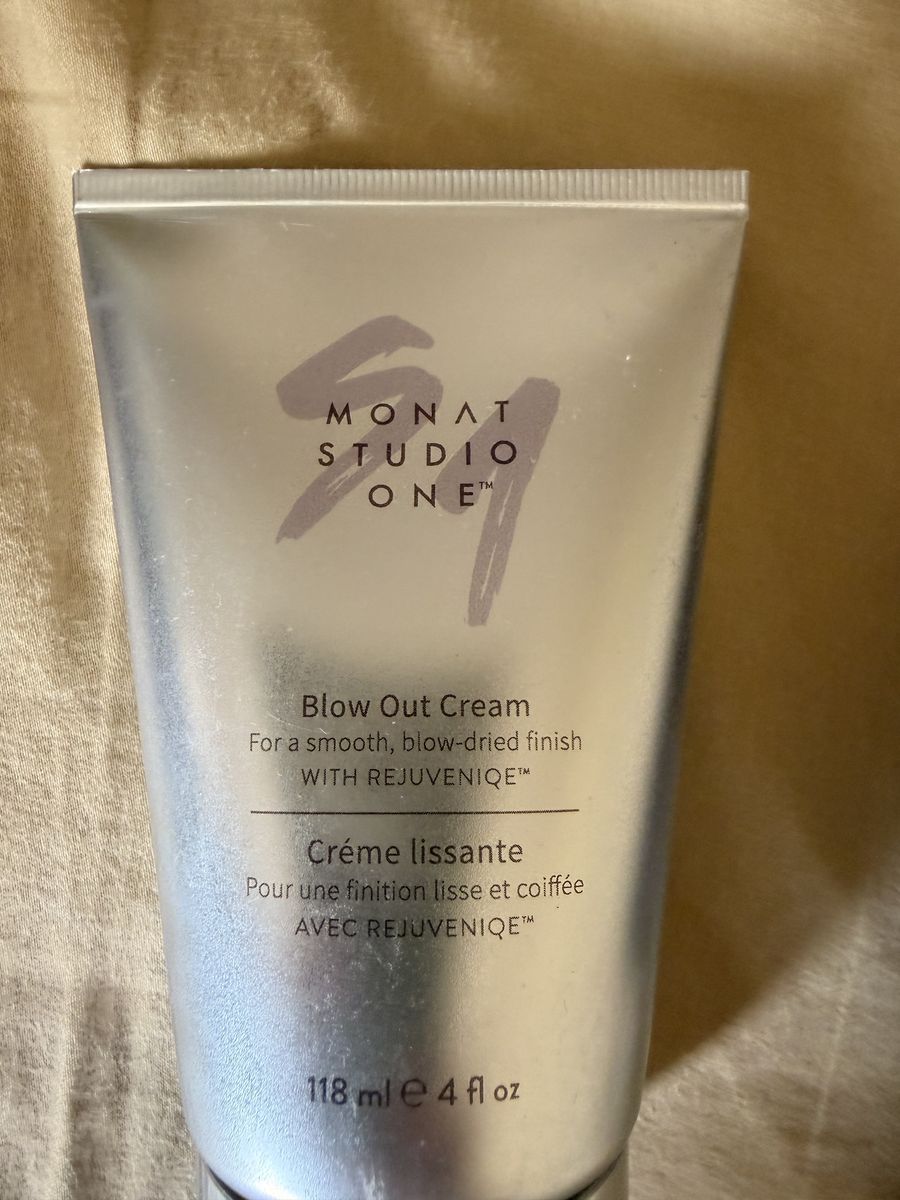 MONAT
STUDIO
ONE™
Blow Out Cream
For a smooth, blow-dried finish
WITH REJUVENIQE™
Créme lissante
Pour une finition lisse et coiffée
AVEC REJUVENIQE™
118 ml ℮ 4 fl oz